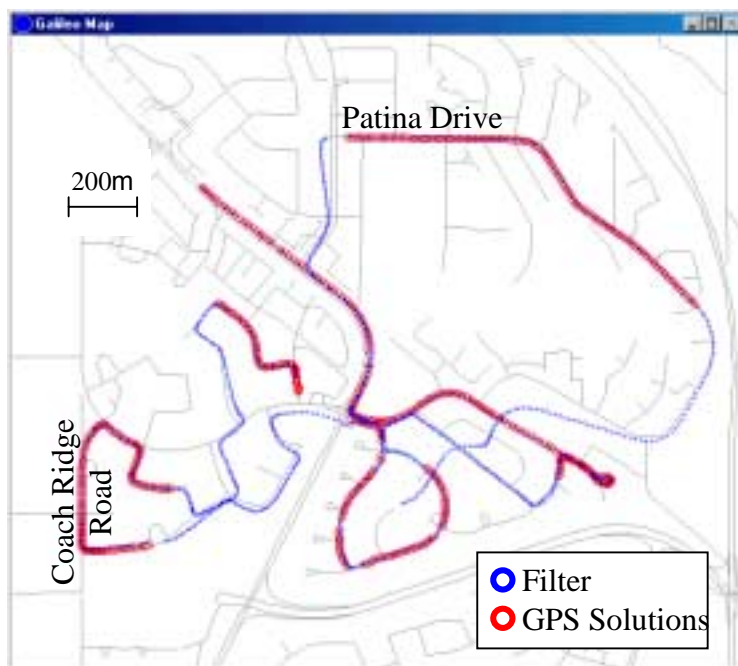 Galileo Map
Patina Drive
200m
Coach Ridge
Road
Filter
GPS Solutions